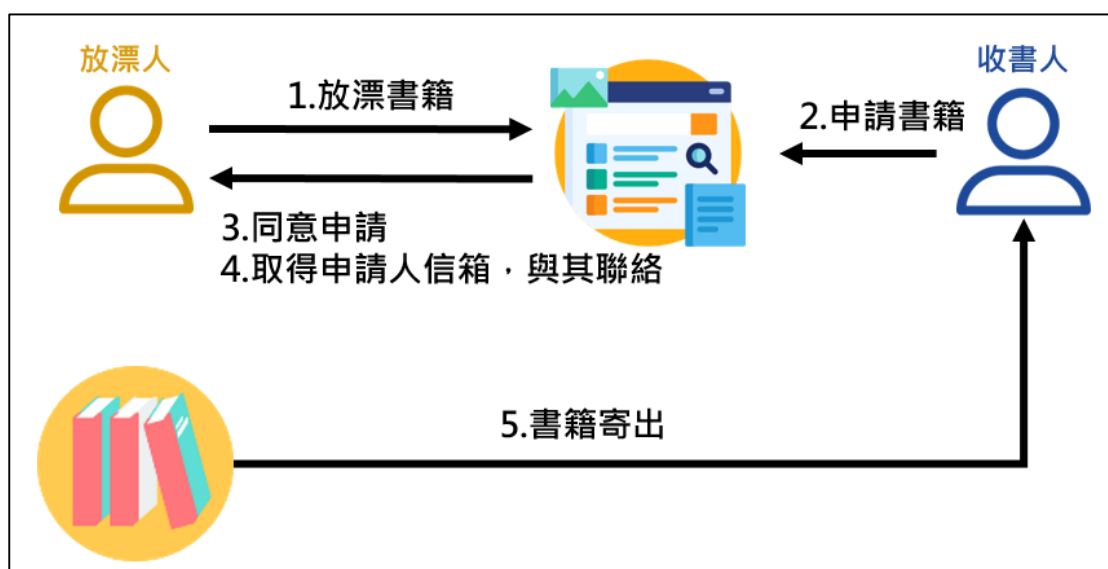 放漂人
收書人
1.放漂書籍
2.申請書籍
3.同意申請
4.取得申請人信箱，與其聯絡
5.書籍寄出